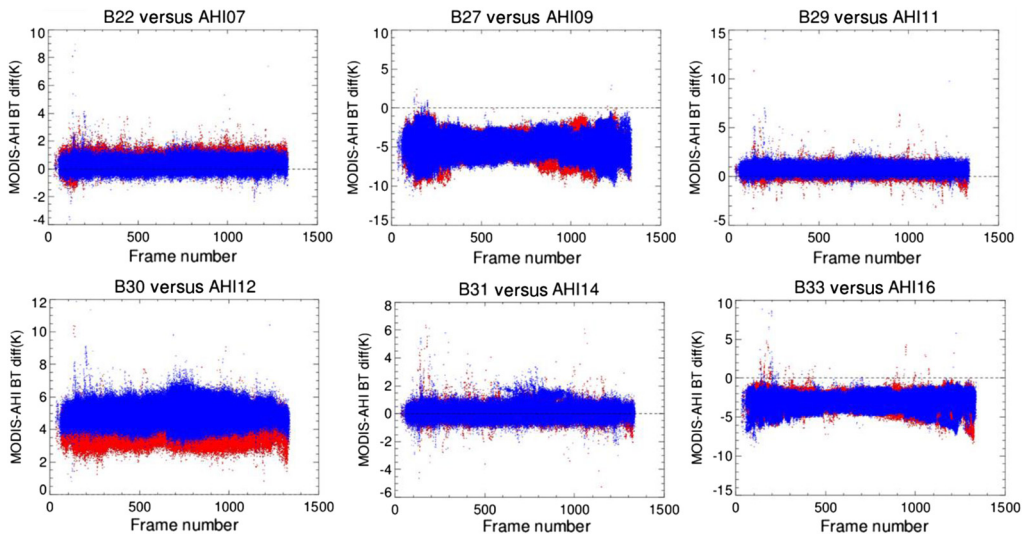 B22 versus AHI07
MODIS-AHI BT diff(K)
10
8
6
4
2
0
-2
-4
0 500 1000 1500
Frame number
B27 versus AHI09
MODIS-AHI BT diff(K)
10
5
0
-5
-10
-15
0 500 1000 1500
Frame number
B29 versus AHI11
MODIS-AHI BT diff(K)
15
10
5
0
-5
0 500 1000 1500
Frame number
B30 versus AHI12
MODIS-AHI BT diff(K)
12
10
8
6
4
2
0
0 500 1000 1500
Frame number
B31 versus AHI14
MODIS-AHI BT diff(K)
8
6
4
2
0
-2
-4
-6
0 500 1000 1500
Frame number
B33 versus AHI16
MODIS-AHI BT diff(K)
10
5
0
-5
-10
-15
0 500 1000 1500
Frame number